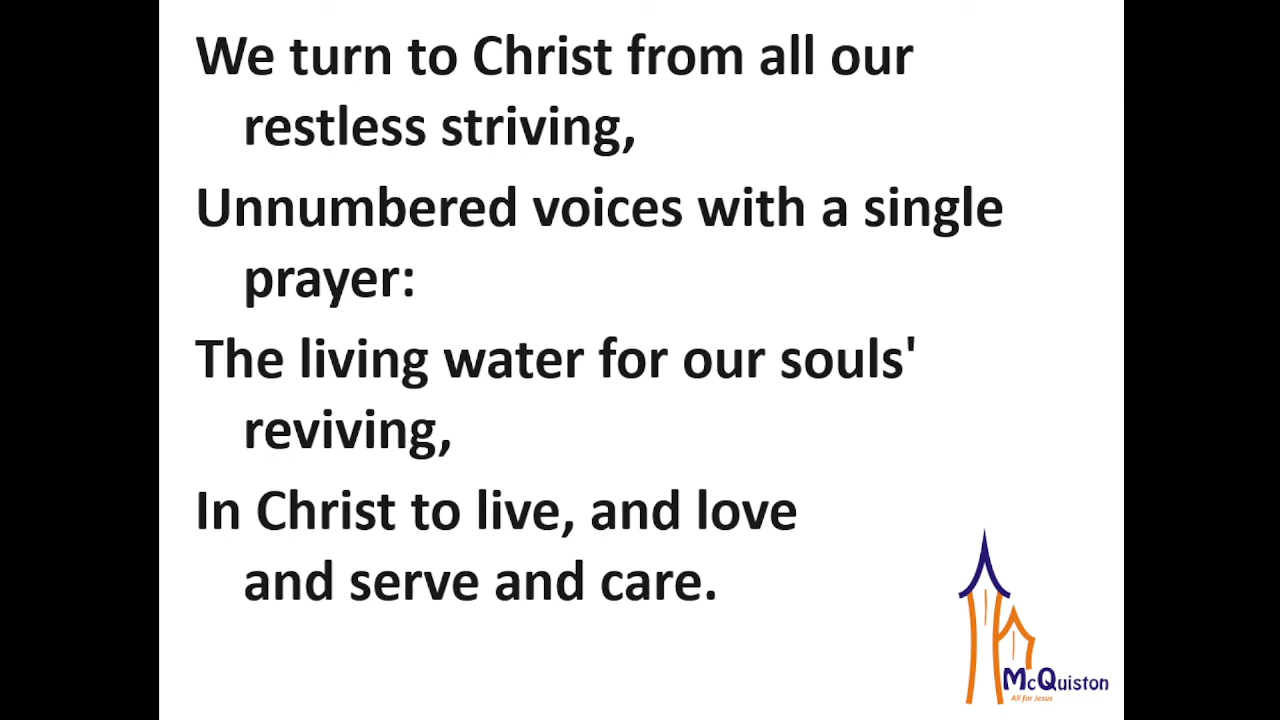 We turn to Christ from all our
restless striving,
Unnumbered voices with a single
prayer:
The living water for our souls'
reviving,
In Christ to live, and love
and serve and care.
McQuiston
All for Jesus